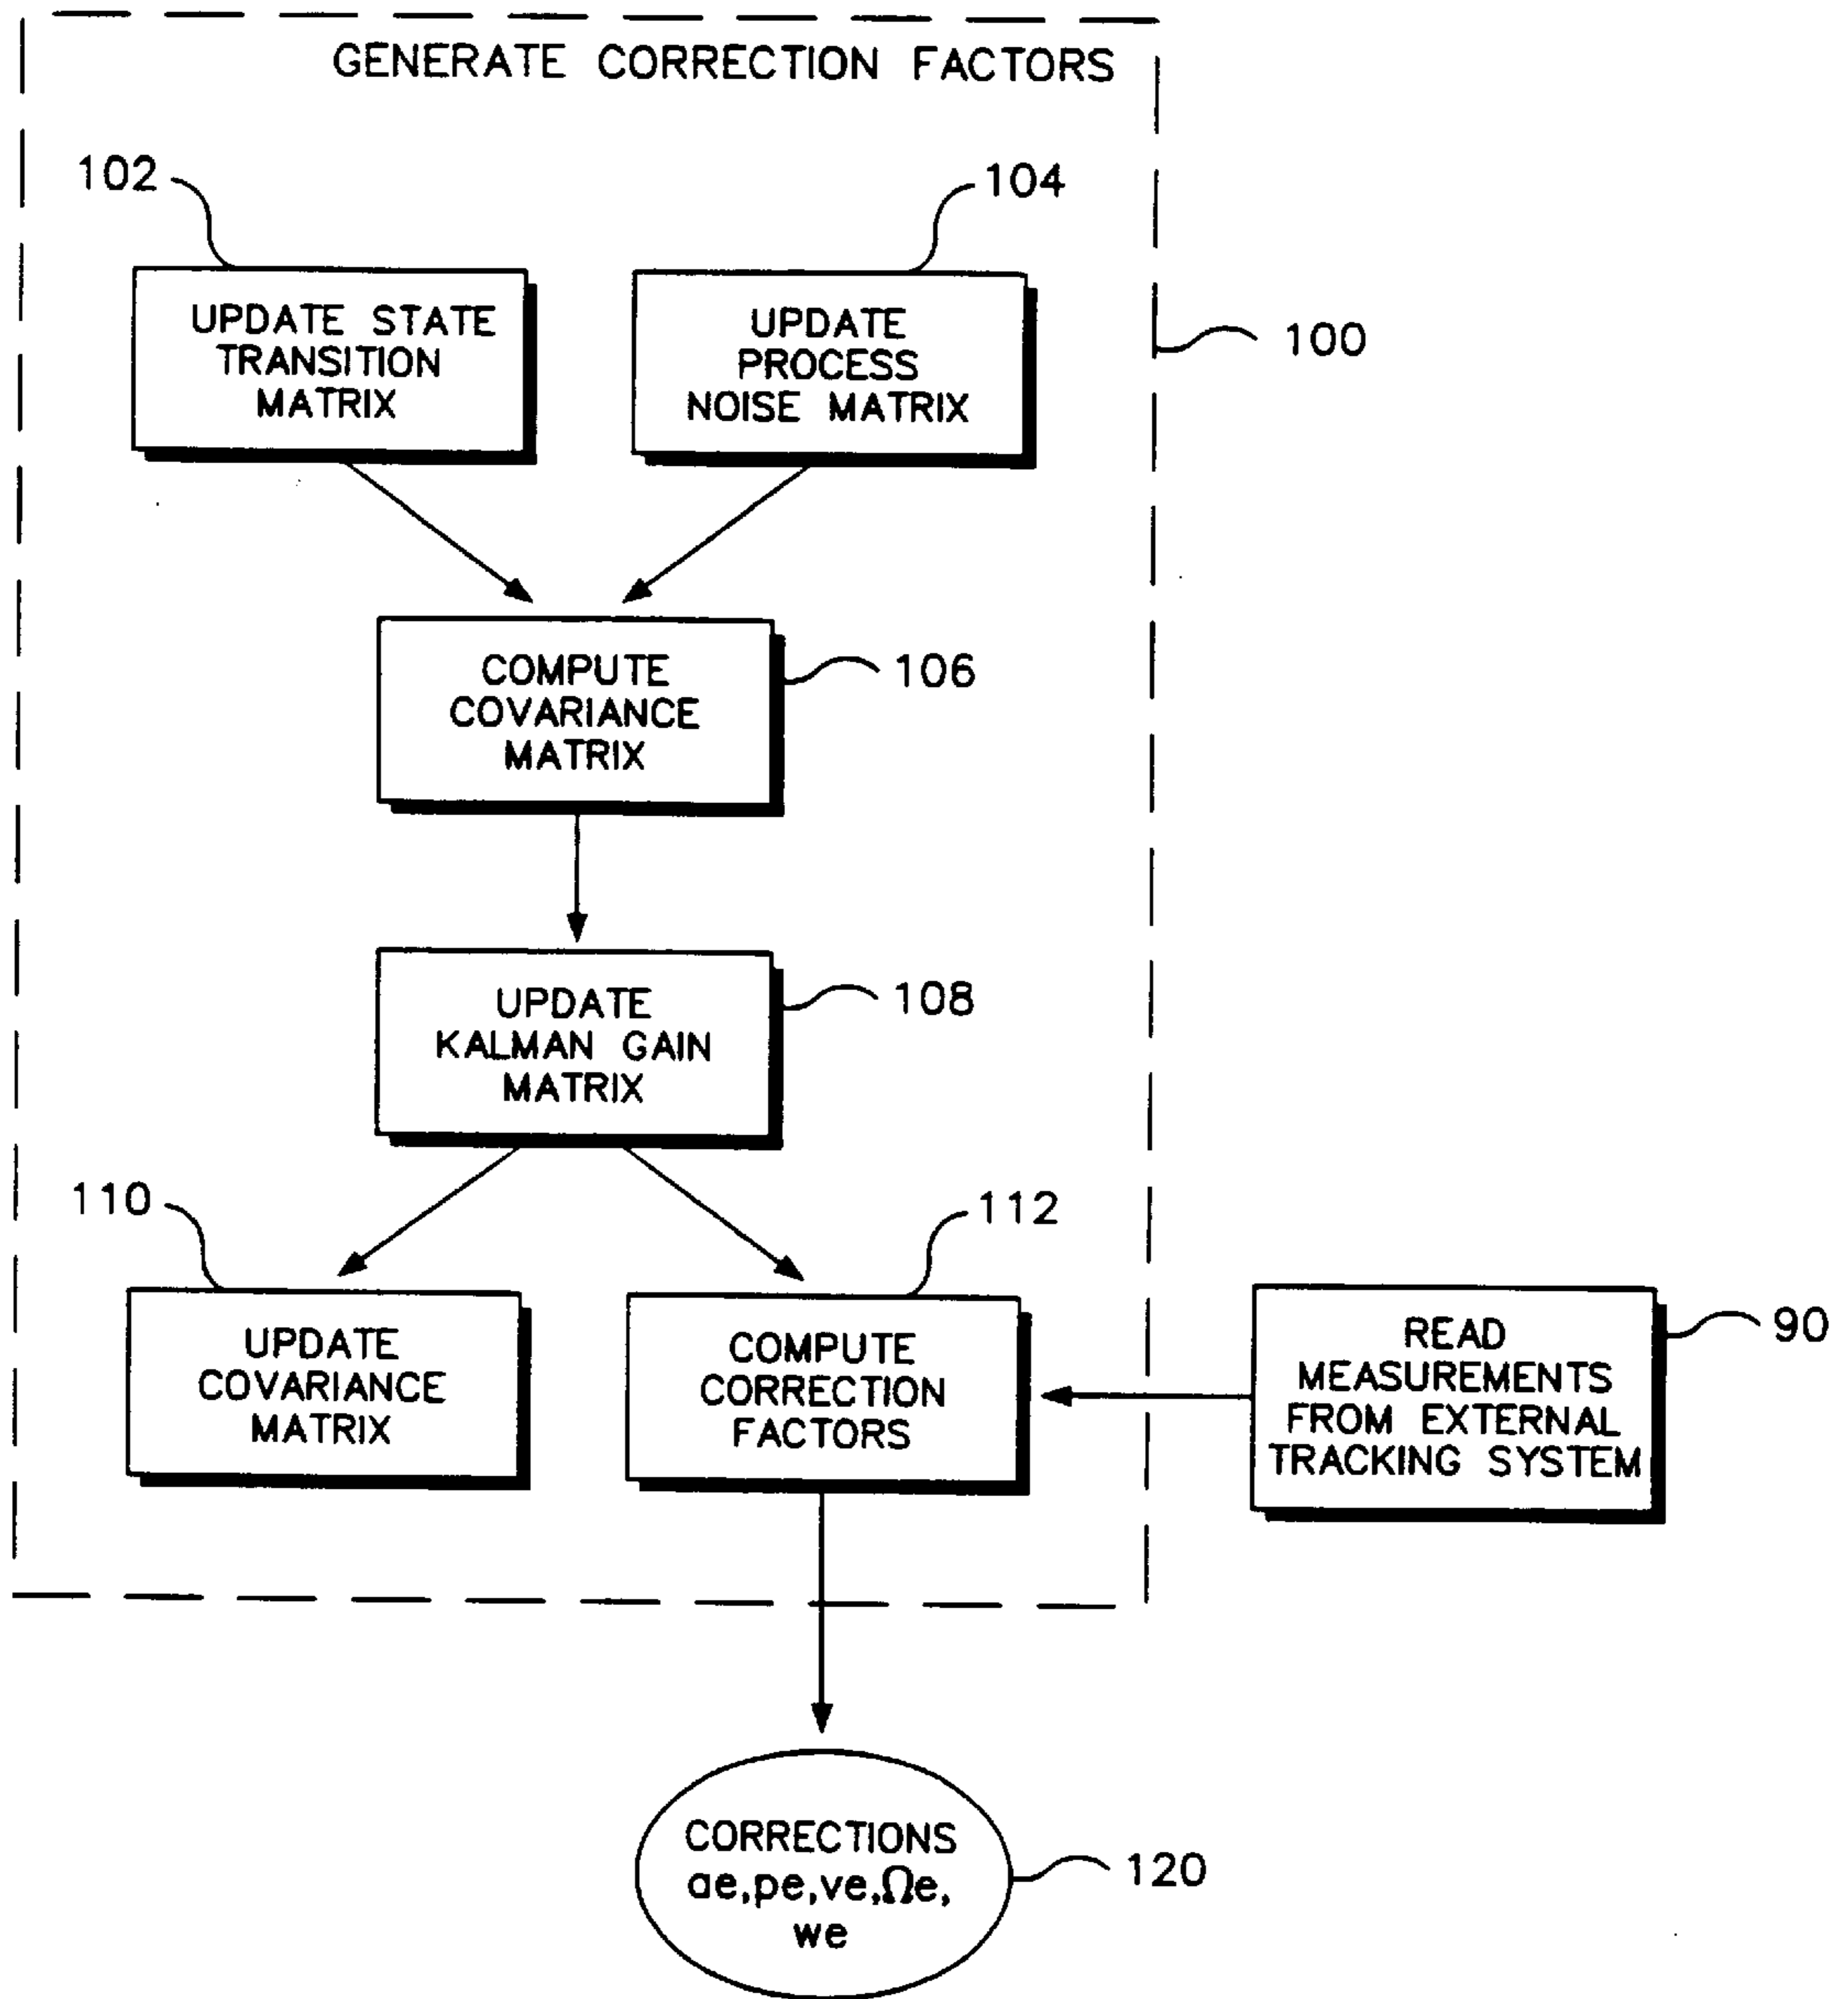 GENERATE CORRECTION FACTORS
102
104
UPDATE STATE
TRANSITION
MATRIX
UPDATE
PROCESS
NOISE MATRIX
100
COMPUTE
COVARIANCE
MATRIX
106
UPDATE
KALMAN GAIN
MATRIX
108
110
112
UPDATE
COVARIANCE
MATRIX
COMPUTE
CORRECTION
FACTORS
READ
MEASUREMENTS
FROM EXTERNAL
TRACKING SYSTEM
90
CORRECTIONS
ae,pe,ve,Ωe,
we
120